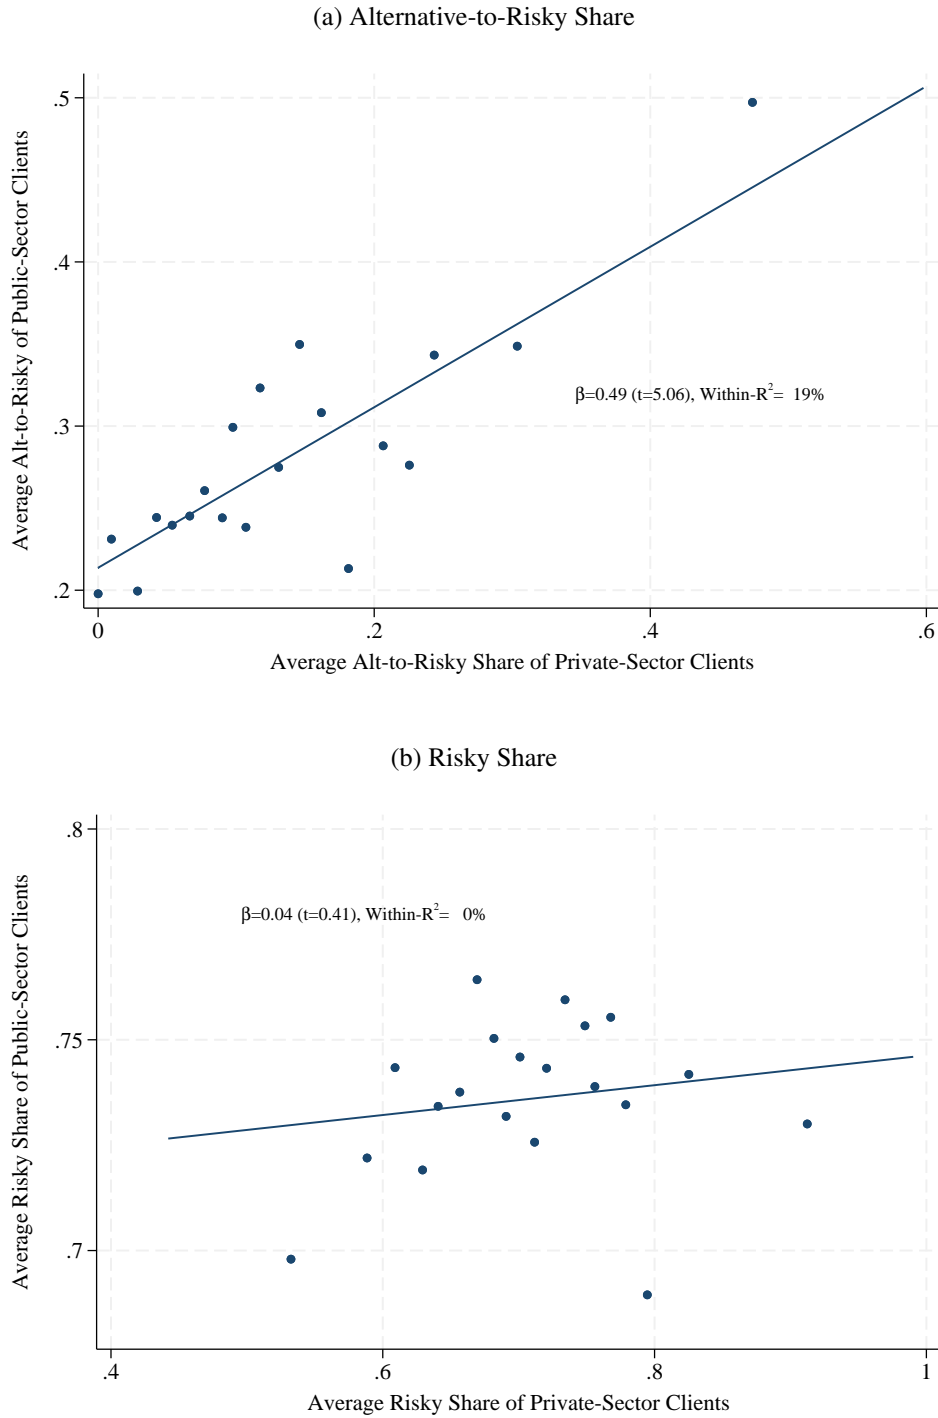 (a) Alternative-to-Risky Share
Average Alt-to-Risky of Public-Sector Clients
.5
.4
.3
.2
β=0.49 (t=5.06), Within-R²= 19%
0 .2 .4 .6
Average Alt-to-Risky Share of Private-Sector Clients
(b) Risky Share
Average Risky Share of Public-Sector Clients
.8
.75
.7
β=0.04 (t=0.41), Within-R²= 0%
.4 .6 .8 1
Average Risky Share of Private-Sector Clients